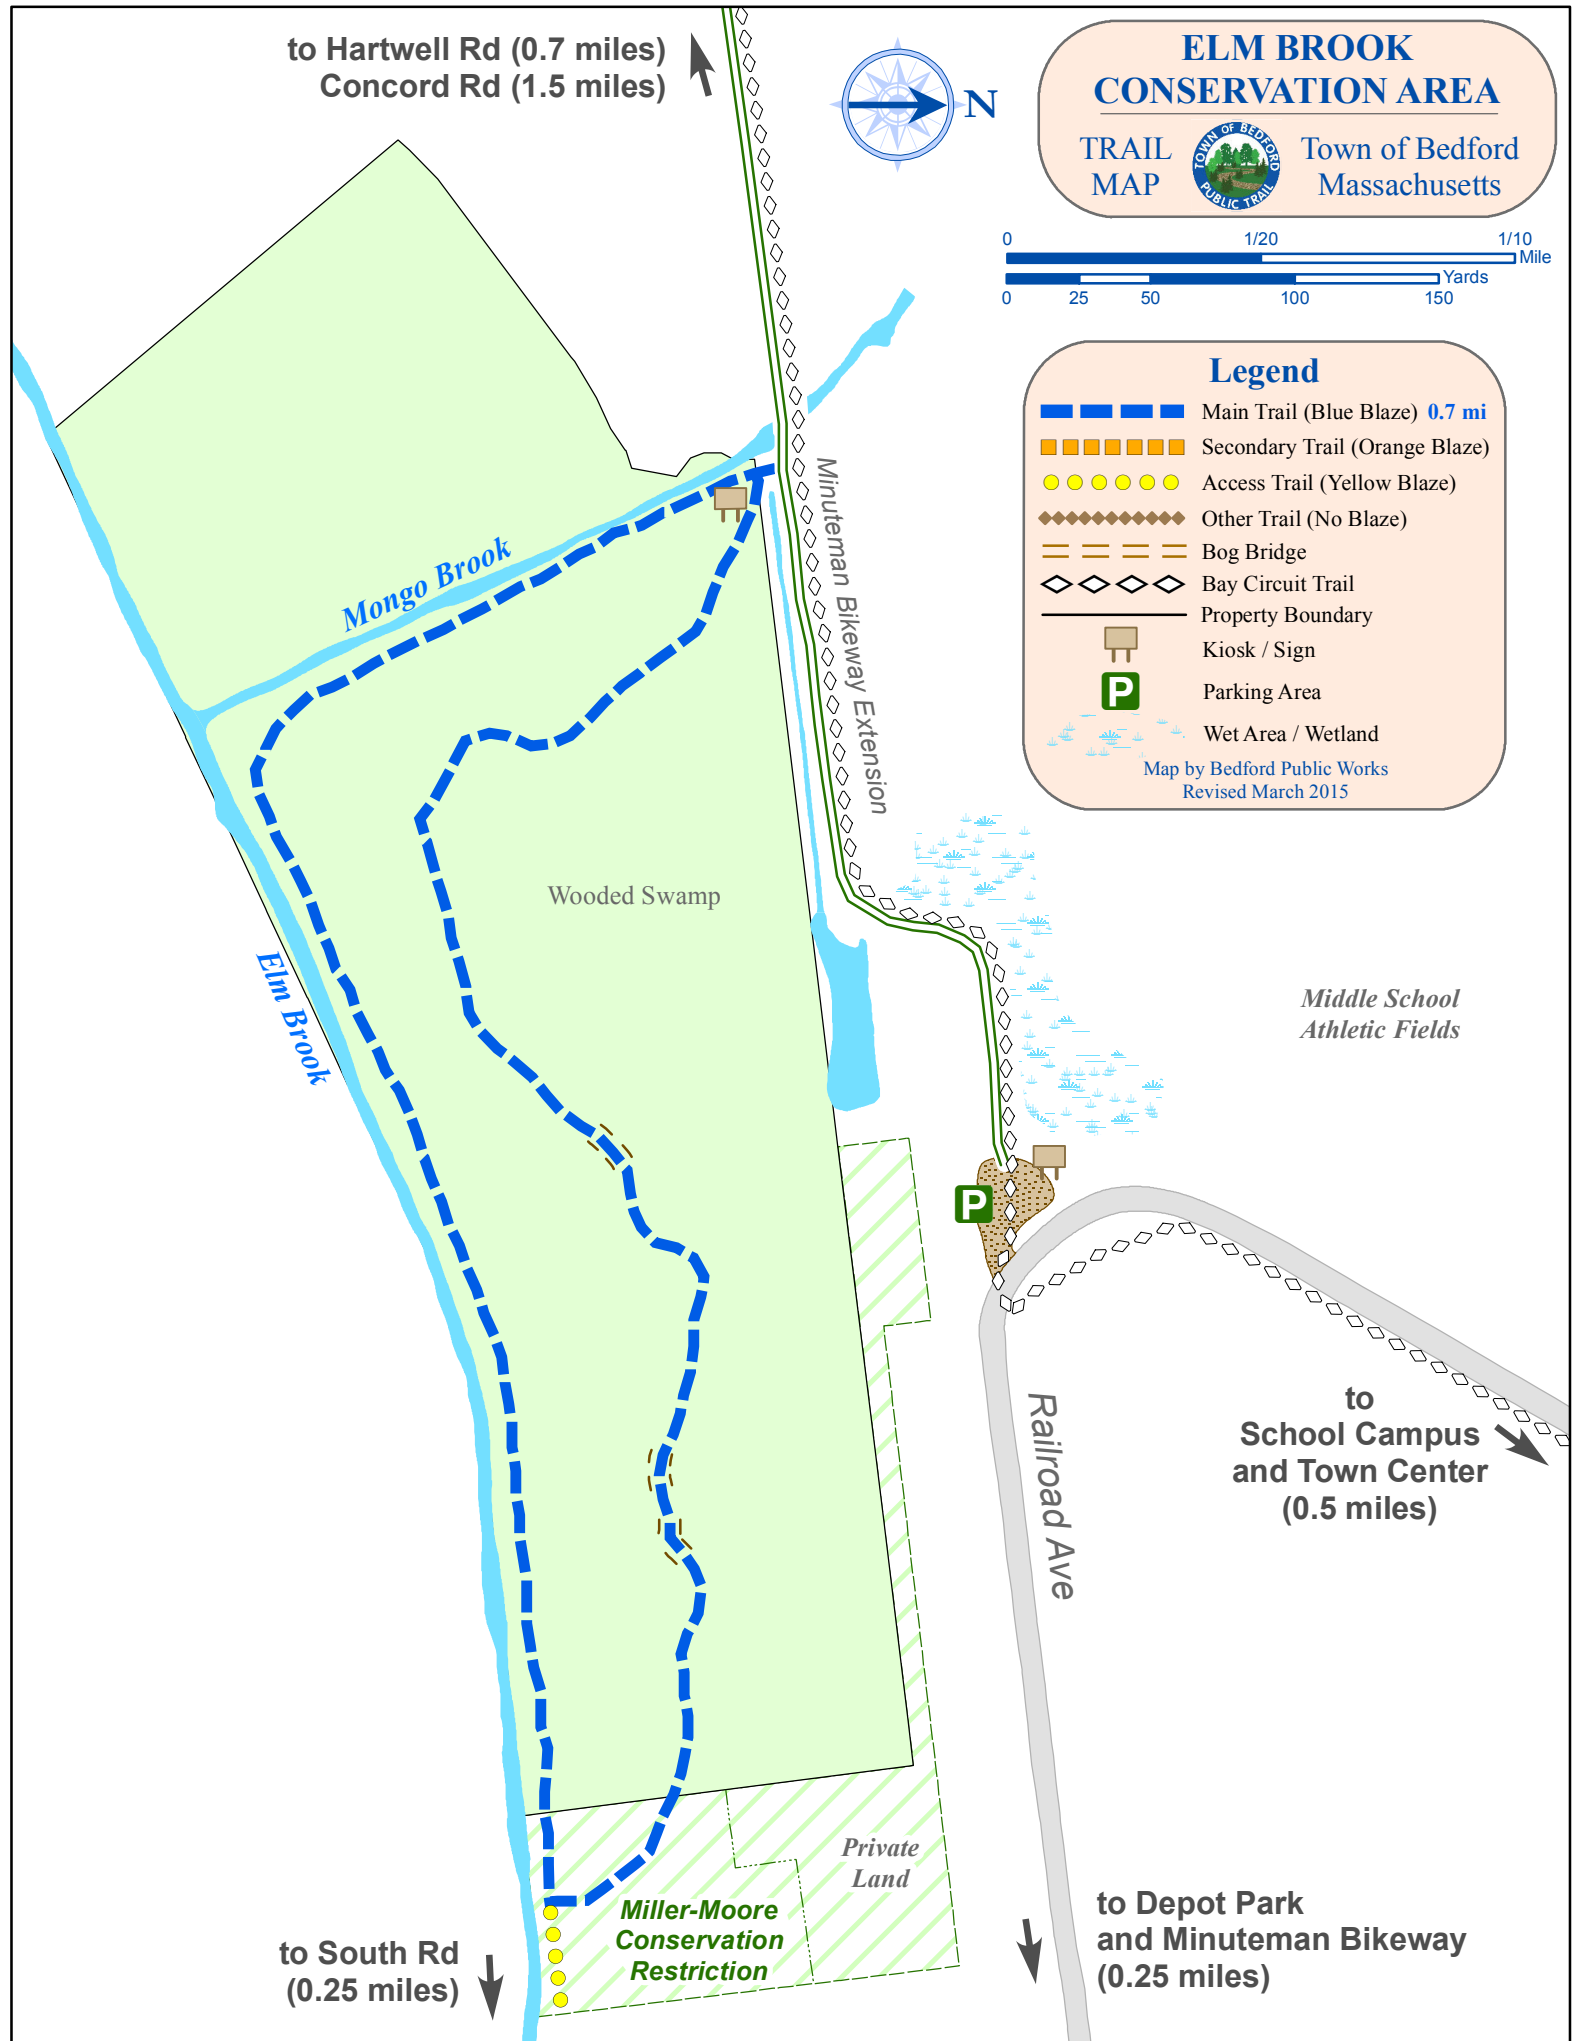 to Hartwell Rd (0.7 miles)
Concord Rd (1.5 miles)
N
ELM BROOK
CONSERVATION AREA
TRAIL
MAP
TOWN OF BEDFORD
PUBLIC TRAIL
Town of Bedford
Massachusetts
0 1/20 1/10
Mile
Yards
0 25 50 100 150
Legend
Main Trail (Blue Blaze) 0.7 mi
Secondary Trail (Orange Blaze)
Access Trail (Yellow Blaze)
Other Trail (No Blaze)
Bog Bridge
Bay Circuit Trail
Property Boundary
Kiosk / Sign
P Parking Area
Wet Area / Wetland
Map by Bedford Public Works
Revised March 2015
Minuteman Bikeway Extension
Mongo Brook
Wooded Swamp
Elm Brook
Middle School
Athletic Fields
P
Railroad Ave
to
School Campus
and Town Center
(0.5 miles)
Private
Land
Miller-Moore
Conservation
Restriction
to South Rd
(0.25 miles)
to Depot Park
and Minuteman Bikeway
(0.25 miles)